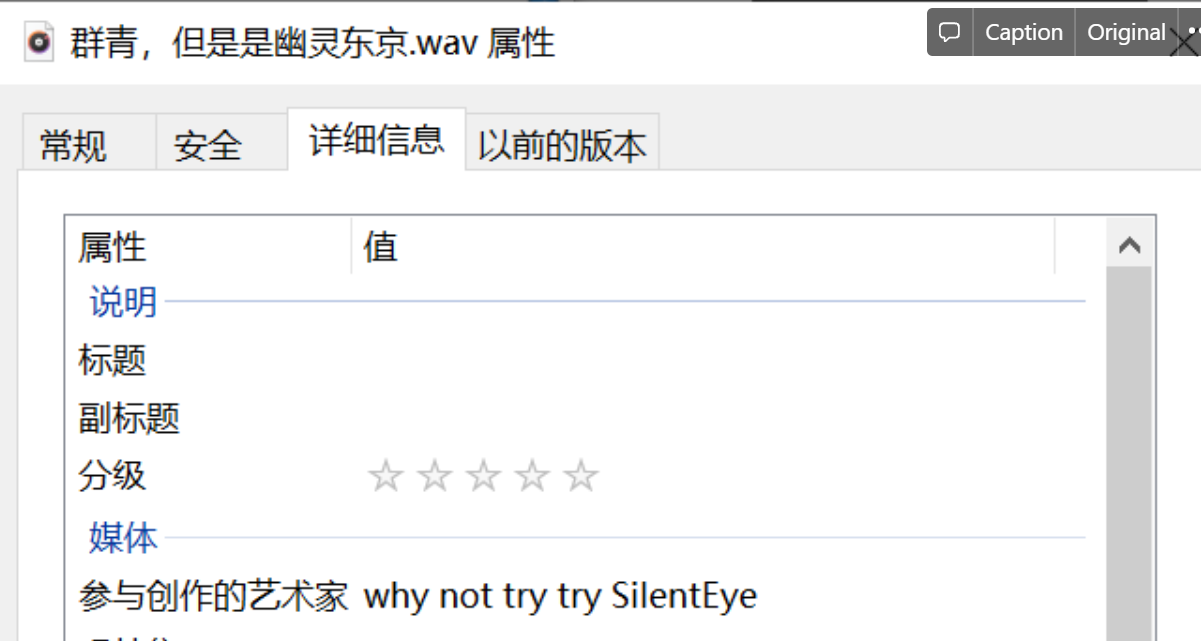 群青，但是是幽灵东京.wav 属性
Caption
Original
常规
安全
详细信息
以前的版本
属性
值
说明
标题
副标题
分级
媒体
参与创作的艺术家 why not try try SilentEye